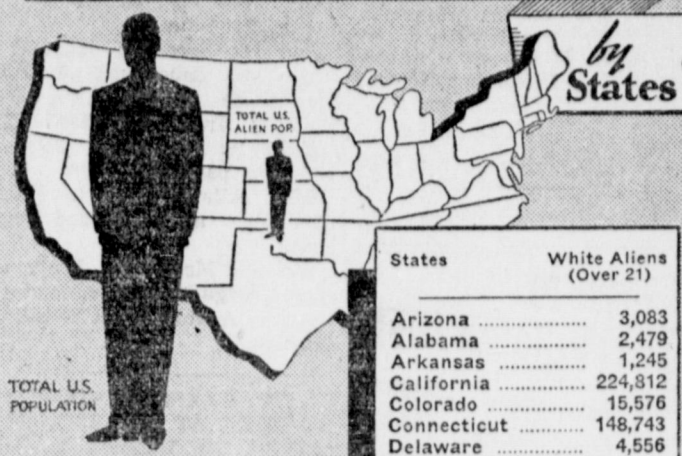 by
States
TOTAL U.S.
ALIEN POP.
TOTAL U.S.
POPULATION
States White Aliens
(Over 21)
Arizona ................ 3,083
Alabama ................ 2,479
Arkansas ............... 1,245
California ............. 224,812
Colorado ............... 15,576
Connecticut ............ 148,743
Delaware ............... 4,556